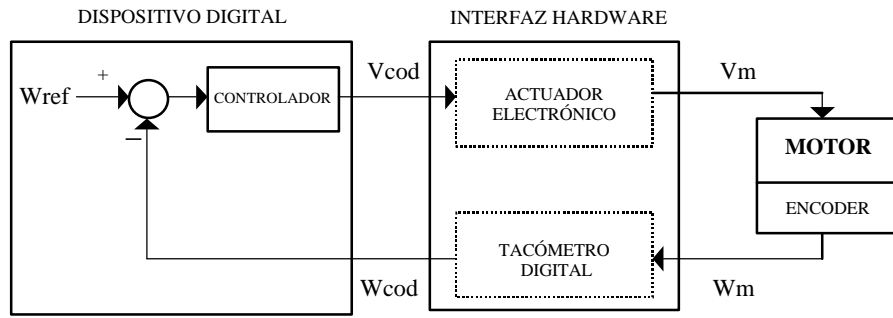 DISPOSITIVO DIGITAL
INTERFAZ HARDWARE
Wref
+
−
CONTROLADOR
Vcod
ACTUADOR
ELECTRÓNICO
Vm
MOTOR
ENCODER
TACÓMETRO
DIGITAL
Wcod
Wm